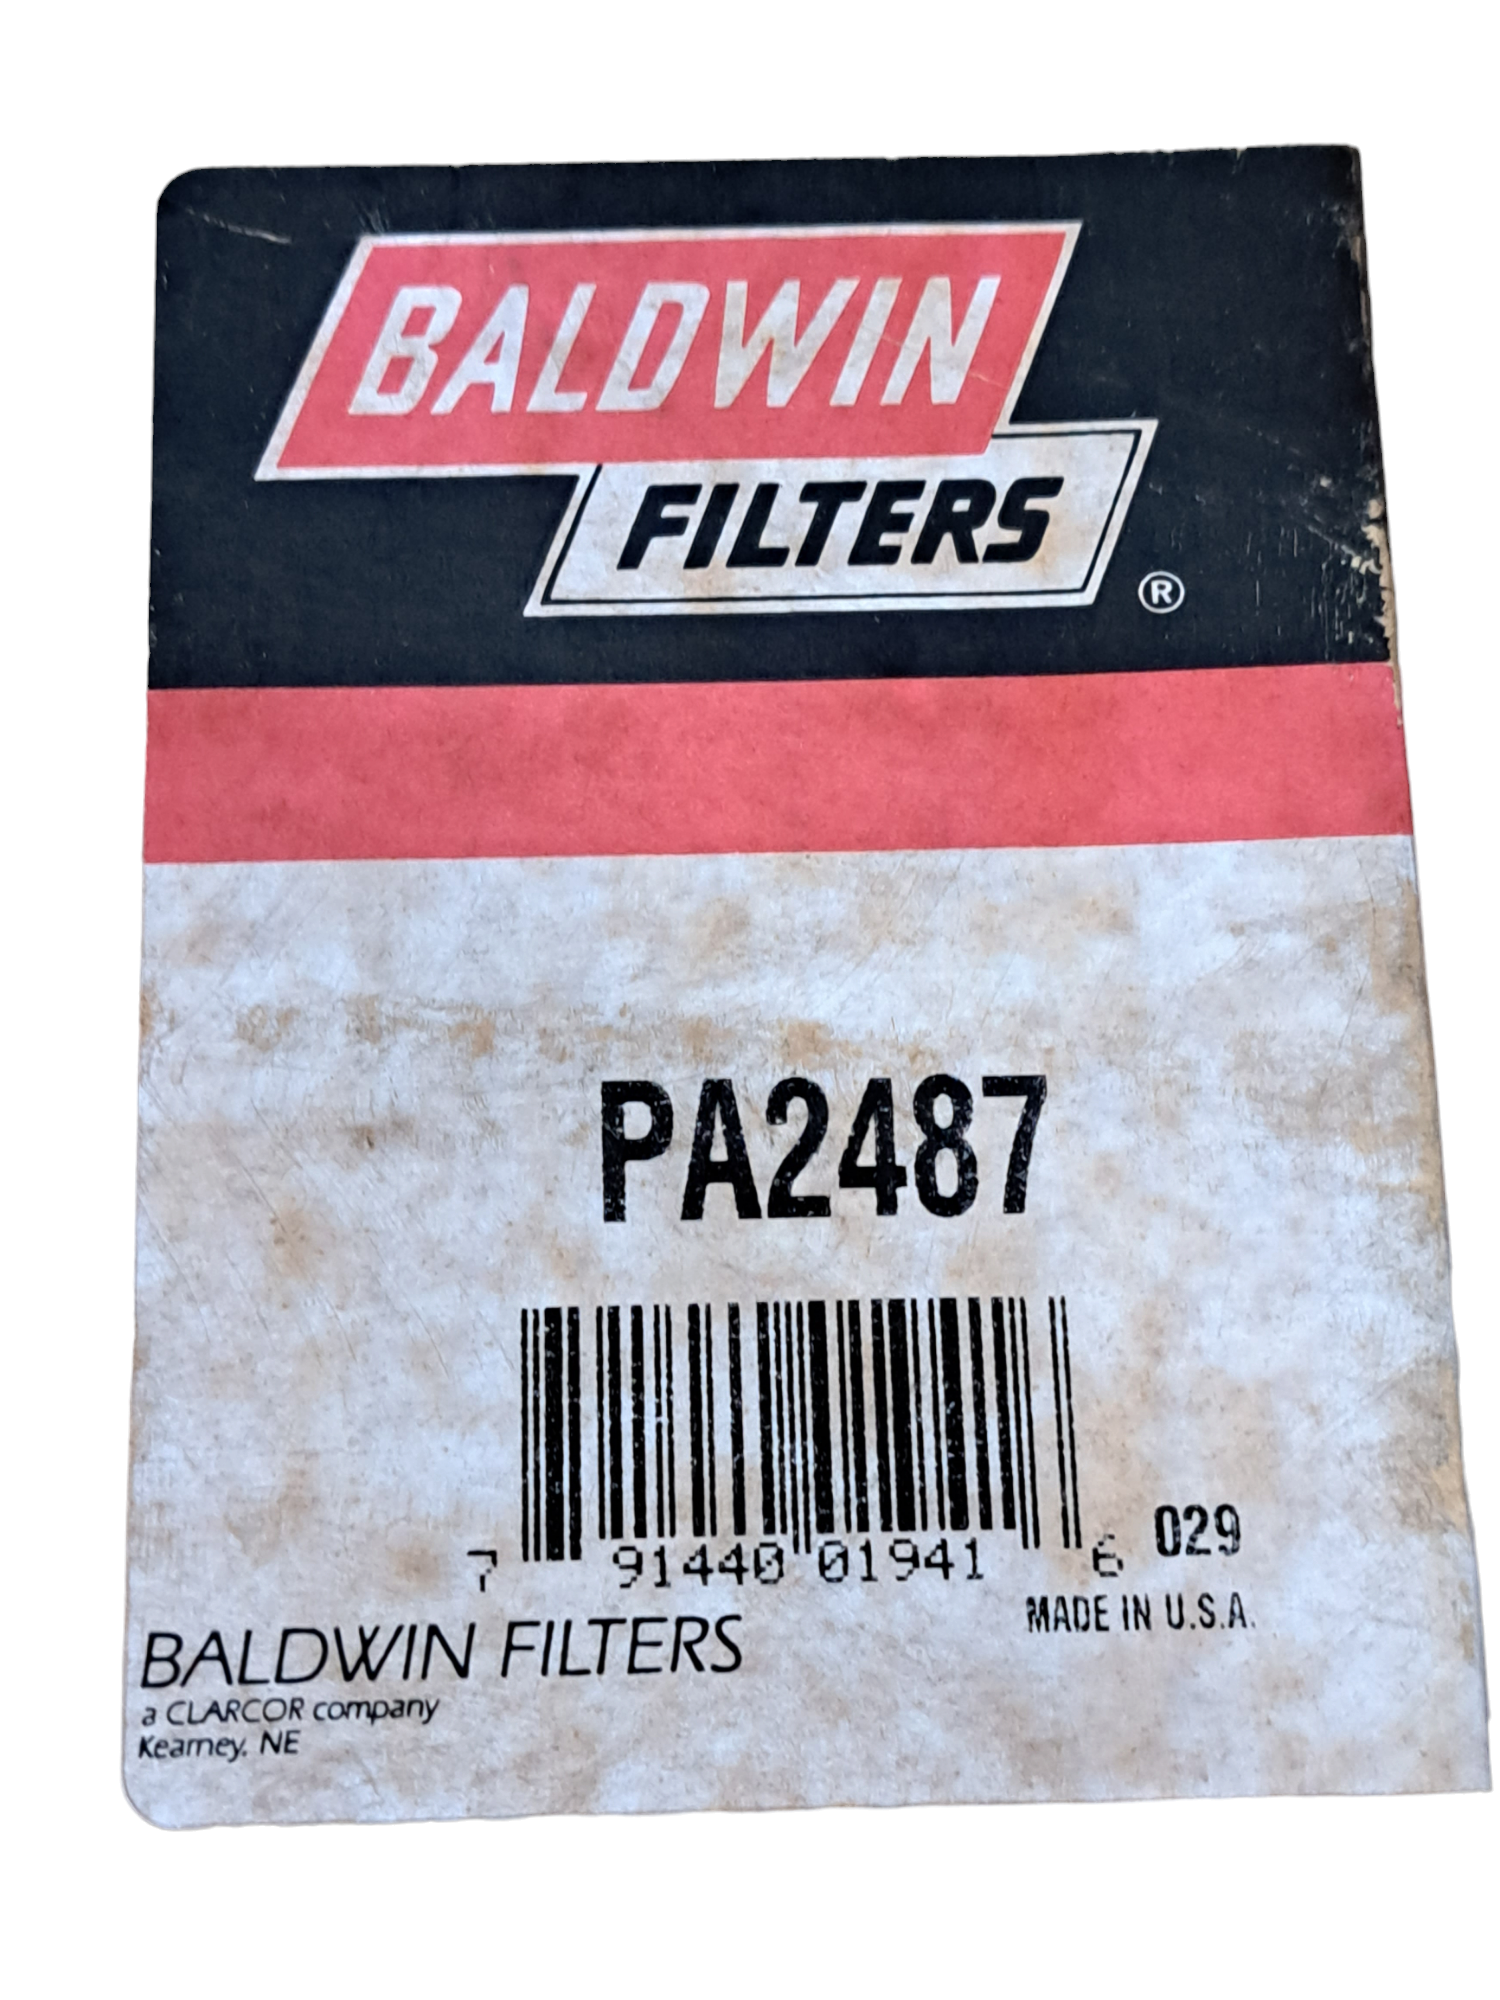 BALDWIN
FILTERS
®
PA2487
7 91440 01941 6 029
MADE IN U.S.A.
BALDWIN FILTERS
a CLARCOR company
Kearney, NE